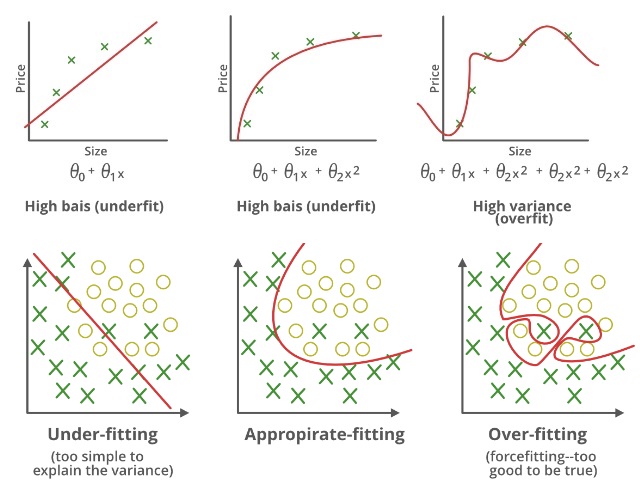 Price
Price
Price
Size
Size
Size
θ0 + θ1x
θ0 + θ1x + θ2x²
θ0 + θ1x + θ2x² + θ2x² + θ2x²
High bais (underfit)
High bais (underfit)
High variance
(overfit)
Under-fitting
Appropirate-fitting
Over-fitting
(too simple to
explain the variance)
(forcefitting--too
good to be true)